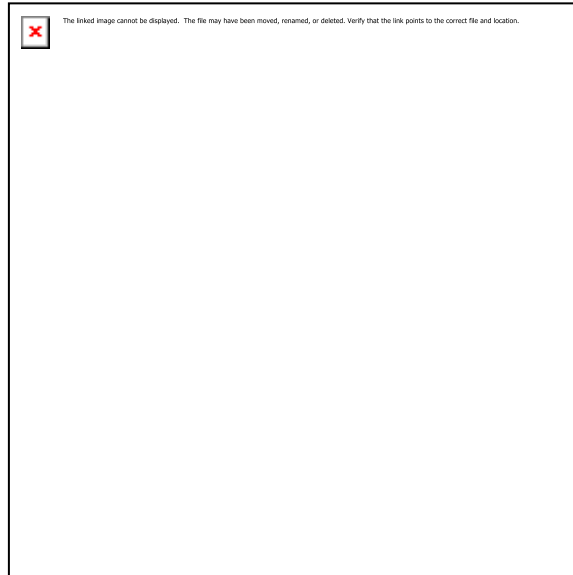 The linked image cannot be displayed.  The file may have been moved, renamed, or deleted. Verify that the link points to the correct file and location.